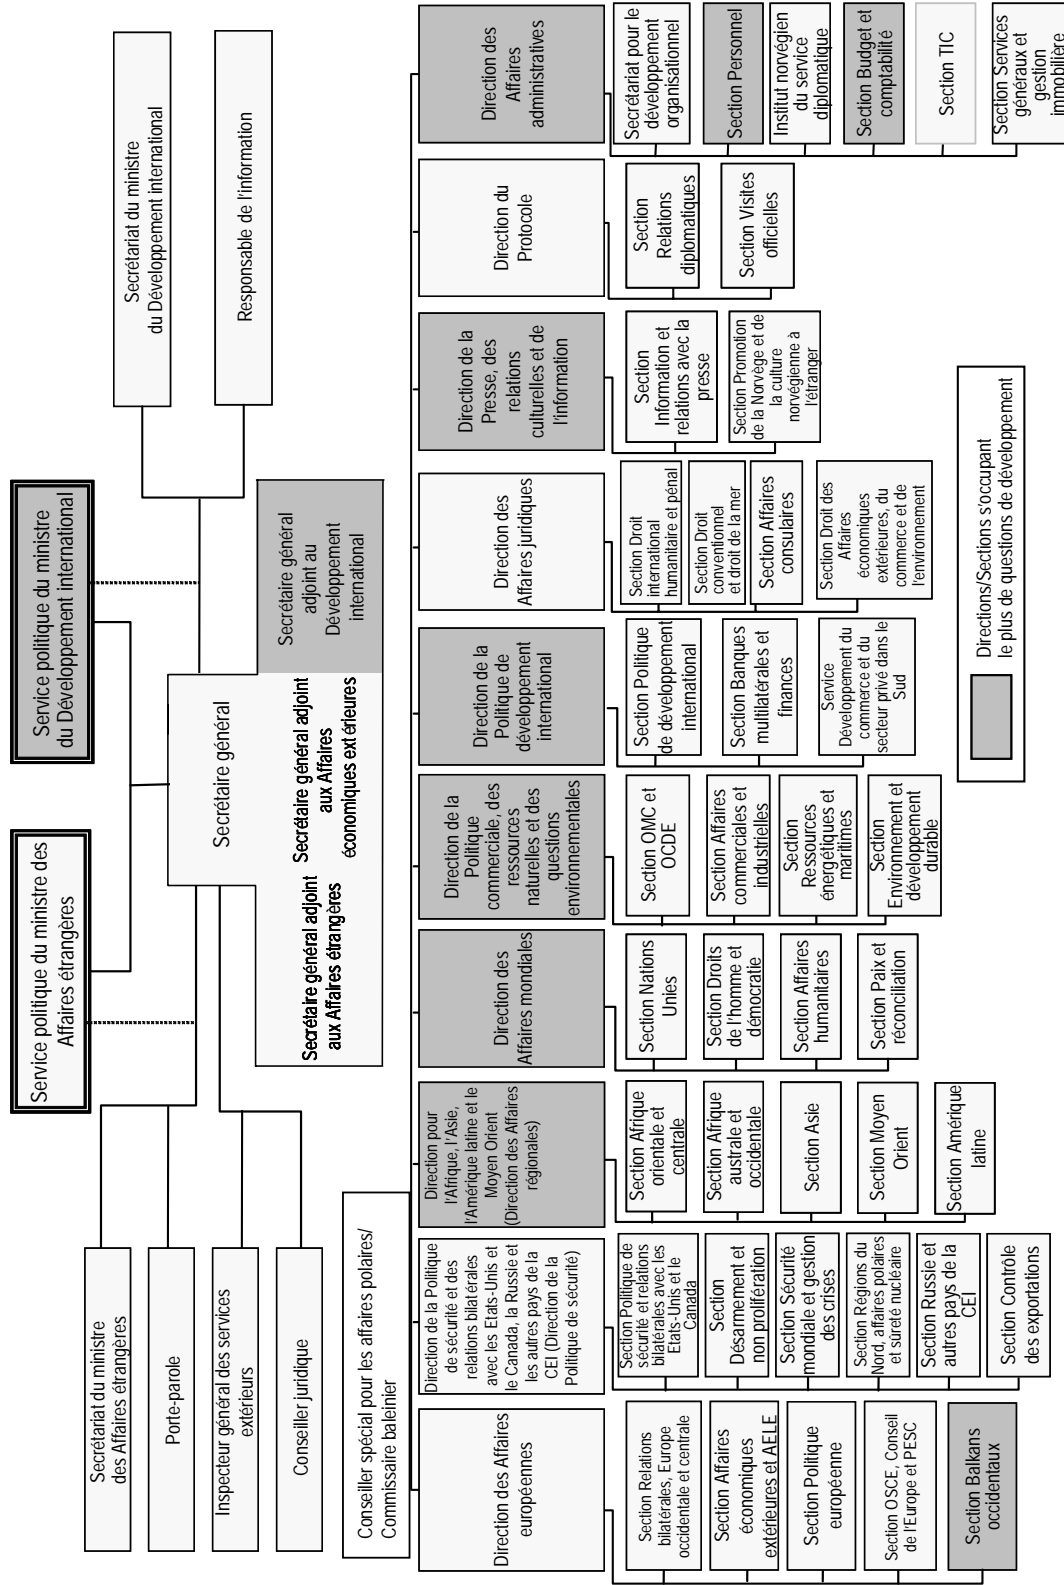 Service politique du ministre des
Affaires étrangères
Service politique du ministre
du Développement international
Secrétariat du ministre
des Affaires étrangères
Porte-parole
Inspecteur général des services
extérieurs
Conseiller juridique
Secrétaire général
Secrétaire général adjoint
aux Affaires étrangères
Secrétaire général adjoint
aux Affaires
économiques extérieures
Secrétaire général
adjoint au
Développement
international
Secrétariat du ministre
du Développement international
Responsable de l'information
Conseiller spécial pour les affaires polaires/
Commissaire baleinier
Direction des Affaires
européennes
Section Relations
bilatérales, Europe
occidentale et centrale
Section Affaires
économiques
extérieures et AELE
Section Politique
européenne
Section OSCE, Conseil
de l'Europe et PESC
Section Balkans
occidentaux
Direction de la Politique
de sécurité et des
relations bilatérales
avec les Etats-Unis et
le Canada, la Russie et
les autres pays de la
CEI (Direction de la
Politique de sécurité)
Section Politique de
sécurité et relations
bilatérales avec les
Etats-Unis et le
Canada
Section
Désarmement et
non prolifération
Section Sécurité
mondiale et gestion
des crises
Section Régions du
Nord, affaires polaires
et sûreté nucléaire
Section Russie et
autres pays de la
CEI
Section Contrôle
des exportations
Direction pour
l'Afrique, l'Asie,
l'Amérique latine et le
Moyen Orient
(Direction des Affaires
régionales)
Section Afrique
orientale et
centrale
Section Afrique
australe et
occidentale
Section Asie
Section Moyen
Orient
Section Amérique
latine
Direction des
Affaires mondiales
Section Nations
Unies
Section Droits
de l'homme et
démocratie
Section Affaires
humanitaires
Section Paix et
réconciliation
Direction de la
Politique
commerciale, des
ressources
naturelles et des
questions
environnementales
Section OMC et
OCDE
Section Affaires
commerciales et
industrielles
Section
Ressources
énergétiques et
maritimes
Section
Environnement et
développement
durable
Direction de la
Politique de
développement
international
Section Politique
de développement
international
Section Banques
multilatérales et
finances
Service
Développement du
commerce et du
secteur privé dans le
Sud
Direction des
Affaires juridiques
Section Droit
international
humanitaire et pénal
Section Droit
conventionnel
et droit de la mer
Section Affaires
consulaires
Section Droit des
Affaires
économiques
extérieures, du
commerce et de
l'environnement
Direction de la
Presse, des
relations
culturelles et de
l'information
Section
Information et
relations avec la
presse
Section Promotion
de la Norvège et de
la culture
norvégienne à
l'étranger
Direction du
Protocole
Section
Relations
diplomatiques
Section Visites
officielles
Direction des
Affaires
administratives
Secrétariat pour le
développement
organisationnel
Section Personnel
Institut norvégien
du service
diplomatique
Section Budget et
comptabilité
Section TIC
Section Services
généraux et
gestion
immobilière
Directions/Sections s'occupant
le plus de questions de développement